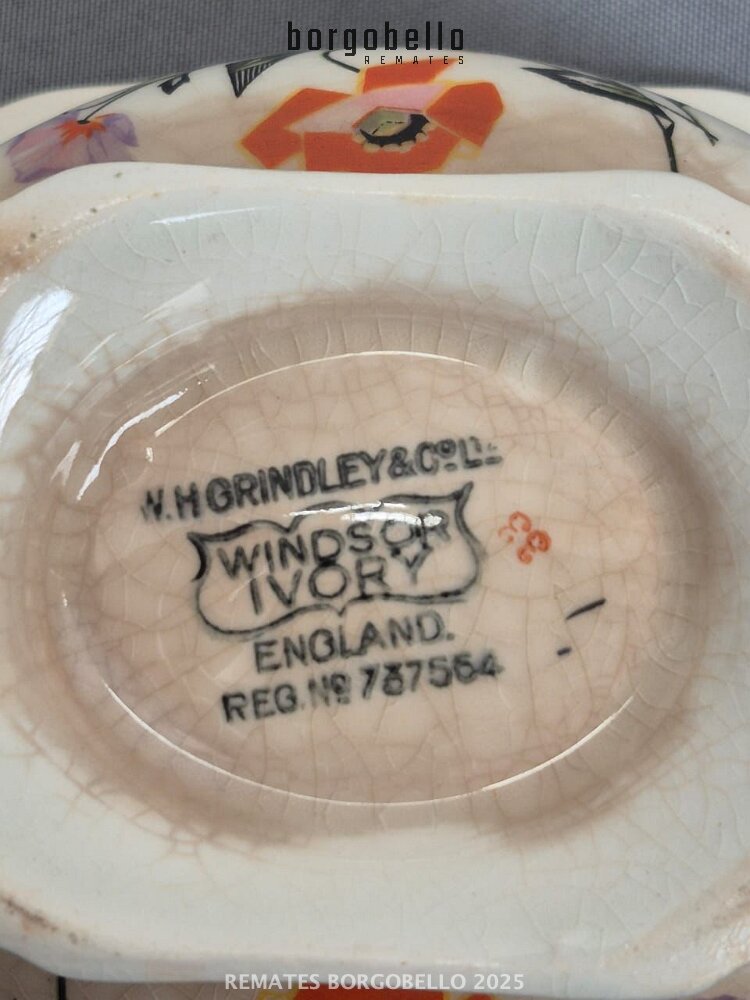 borgobello
REMATES
W.H GRINDLEY & Cº Lᵀᴰ
WINDSOR
IVORY
ENGLAND.
REG. Nº 787564
REMATES BORGOBELLO 2025